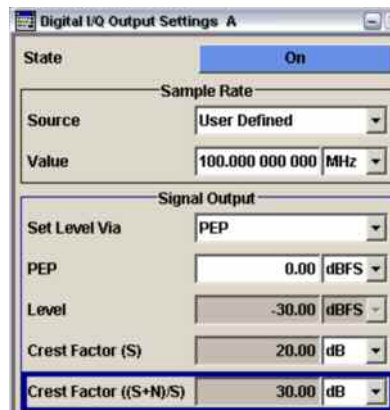 Digital I/Q Output Settings A
State On
Sample Rate
Source User Defined
Value 100.000 000 000 MHz
Signal Output
Set Level Via PEP
PEP 0.00 dBFS
Level -30.00 dBFS
Crest Factor (S) 20.00 dB
Crest Factor ((S+N)/S) 30.00 dB